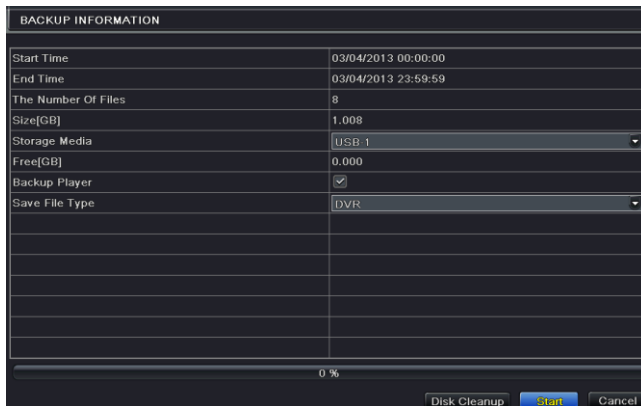 BACKUP INFORMATION
Start Time 03/04/2013 00:00:00
End Time 03/04/2013 23:59:59
The Number Of Files 8
Size[GB] 1.008
Storage Media USB-1
Free[GB] 0.000
Backup Player
Save File Type DVR
0 %
Disk Cleanup Start Cancel